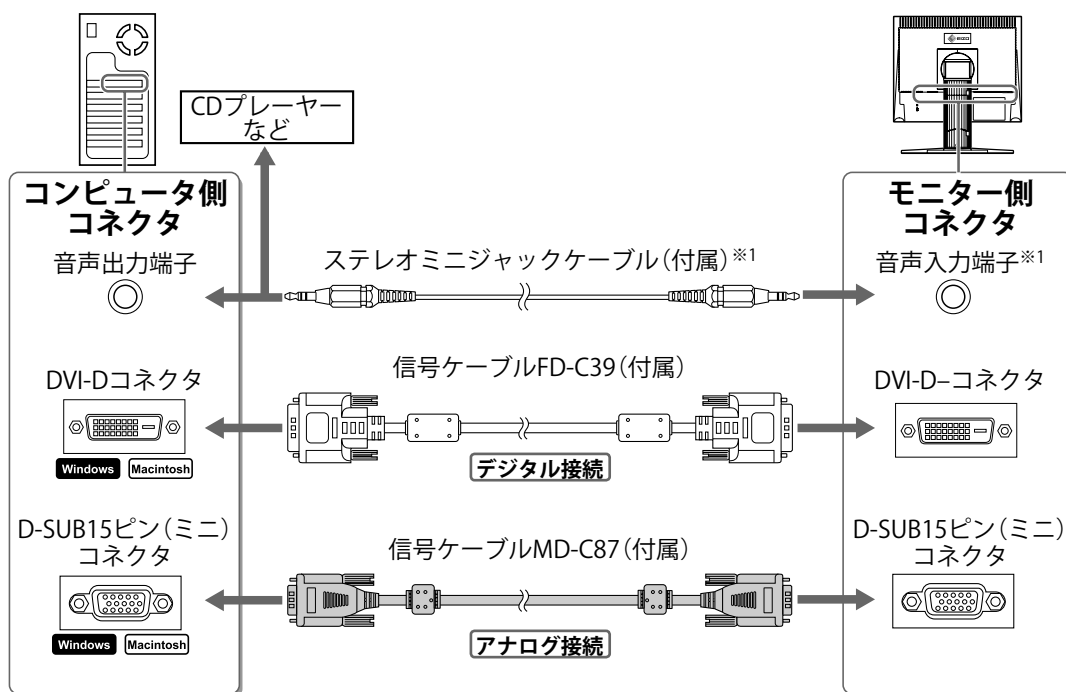 EIZO
CDプレーヤー
など
コンピュータ側
コネクタ
モニター側
コネクタ
音声出力端子
ステレオミニジャックケーブル(付属)※1
音声入力端子※1
DVI-Dコネクタ
信号ケーブルFD-C39(付属)
DVI-D−コネクタ
Windows Macintosh
デジタル接続
D-SUB15ピン(ミニ)
コネクタ
信号ケーブルMD-C87(付属)
D-SUB15ピン(ミニ)
コネクタ
Windows Macintosh
アナログ接続